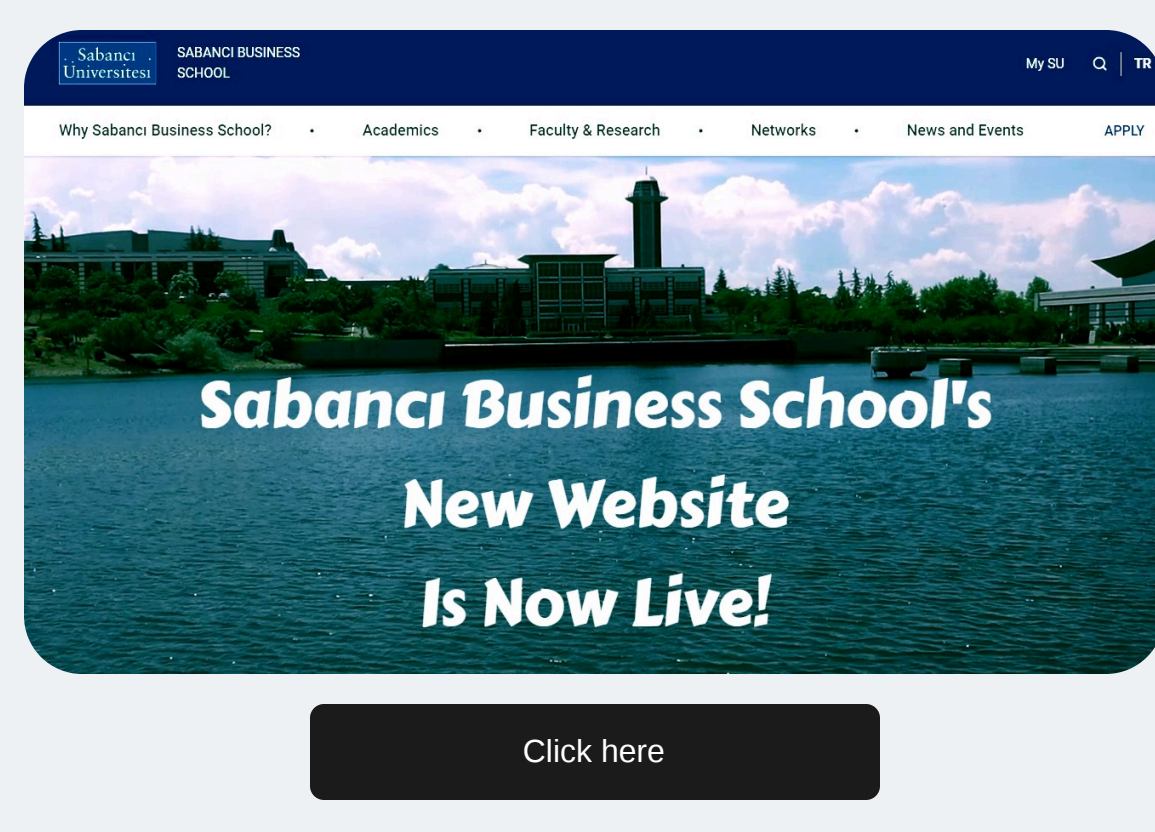 Sabancı
Üniversitesi
SABANCI BUSINESS
SCHOOL
My SU
TR
Why Sabancı Business School?
Academics
Faculty & Research
Networks
News and Events
APPLY
Sabancı Business School's
New Website
Is Now Live!
Click here